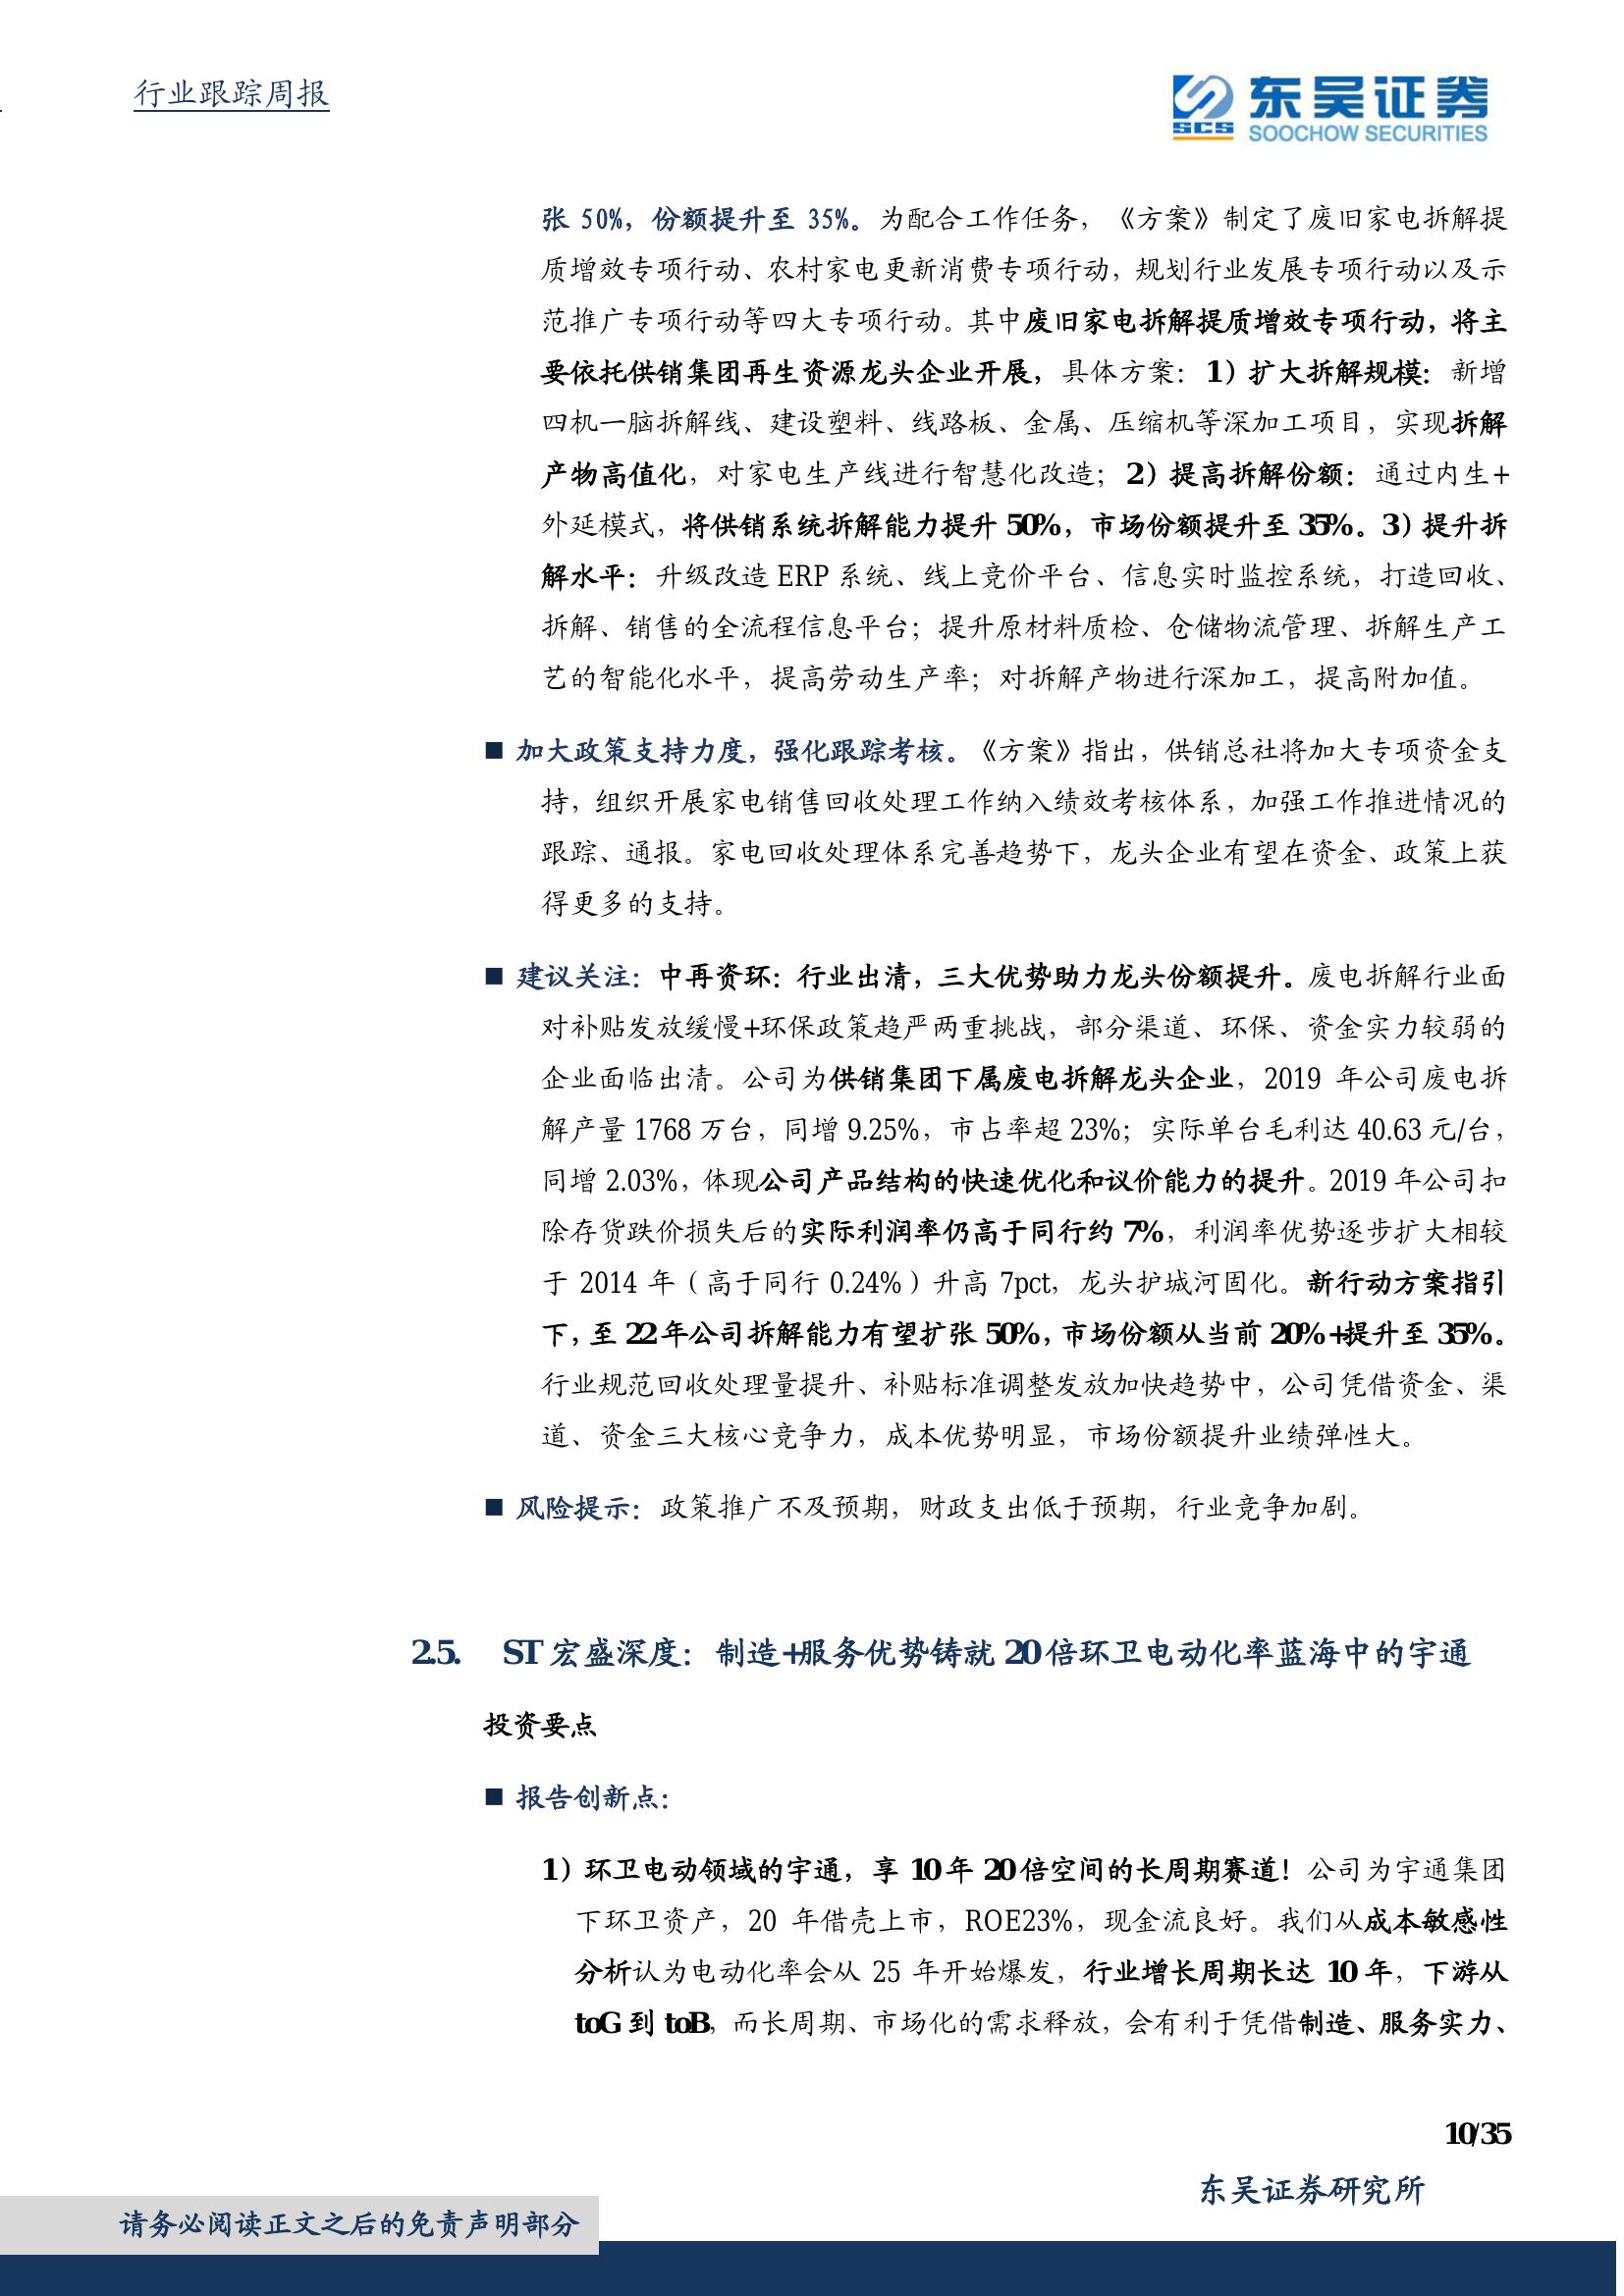 行业跟踪周报
SCS 东吴证券
SOOCHOW SECURITIES
张 50%，份额提升至 35%。为配合工作任务，《方案》制定了废旧家电拆解提
质增效专项行动、农村家电更新消费专项行动，规划行业发展专项行动以及示
范推广专项行动等四大专项行动。其中废旧家电拆解提质增效专项行动，将主
要依托供销集团再生资源龙头企业开展，具体方案：1）扩大拆解规模：新增
四机一脑拆解线、建设塑料、线路板、金属、压缩机等深加工项目，实现拆解
产物高值化，对家电生产线进行智慧化改造；2）提高拆解份额：通过内生+
外延模式，将供销系统拆解能力提升 50%，市场份额提升至 35%。3）提升拆
解水平：升级改造 ERP 系统、线上竞价平台、信息实时监控系统，打造回收、
拆解、销售的全流程信息平台；提升原材料质检、仓储物流管理、拆解生产工
艺的智能化水平，提高劳动生产率；对拆解产物进行深加工，提高附加值。
■ 加大政策支持力度，强化跟踪考核。《方案》指出，供销总社将加大专项资金支
持，组织开展家电销售回收处理工作纳入绩效考核体系，加强工作推进情况的
跟踪、通报。家电回收处理体系完善趋势下，龙头企业有望在资金、政策上获
得更多的支持。
■ 建议关注：中再资环：行业出清，三大优势助力龙头份额提升。废电拆解行业面
对补贴发放缓慢+环保政策趋严两重挑战，部分渠道、环保、资金实力较弱的
企业面临出清。公司为供销集团下属废电拆解龙头企业，2019 年公司废电拆
解产量 1768 万台，同增 9.25%，市占率超 23%；实际单台毛利达 40.63 元/台，
同增 2.03%，体现公司产品结构的快速优化和议价能力的提升。2019 年公司扣
除存货跌价损失后的实际利润率仍高于同行约 7%，利润率优势逐步扩大相较
于 2014 年（高于同行 0.24%）升高 7pct，龙头护城河固化。新行动方案指引
下，至 22 年公司拆解能力有望扩张 50%，市场份额从当前 20%+提升至 35%。
行业规范回收处理量提升、补贴标准调整发放加快趋势中，公司凭借资金、渠
道、资金三大核心竞争力，成本优势明显，市场份额提升业绩弹性大。
■ 风险提示：政策推广不及预期，财政支出低于预期，行业竞争加剧。
2.5. ST 宏盛深度：制造+服务优势铸就 20 倍环卫电动化率蓝海中的宇通
投资要点
■ 报告创新点：
1）环卫电动领域的宇通，享 10 年 20 倍空间的长周期赛道！公司为宇通集团
下环卫资产，20 年借壳上市，ROE23%，现金流良好。我们从成本敏感性
分析认为电动化率会从 25 年开始爆发，行业增长周期长达 10 年，下游从
toG 到 toB，而长周期、市场化的需求释放，会有利于凭借制造、服务实力、
10/35
东吴证券研究所
请务必阅读正文之后的免责声明部分